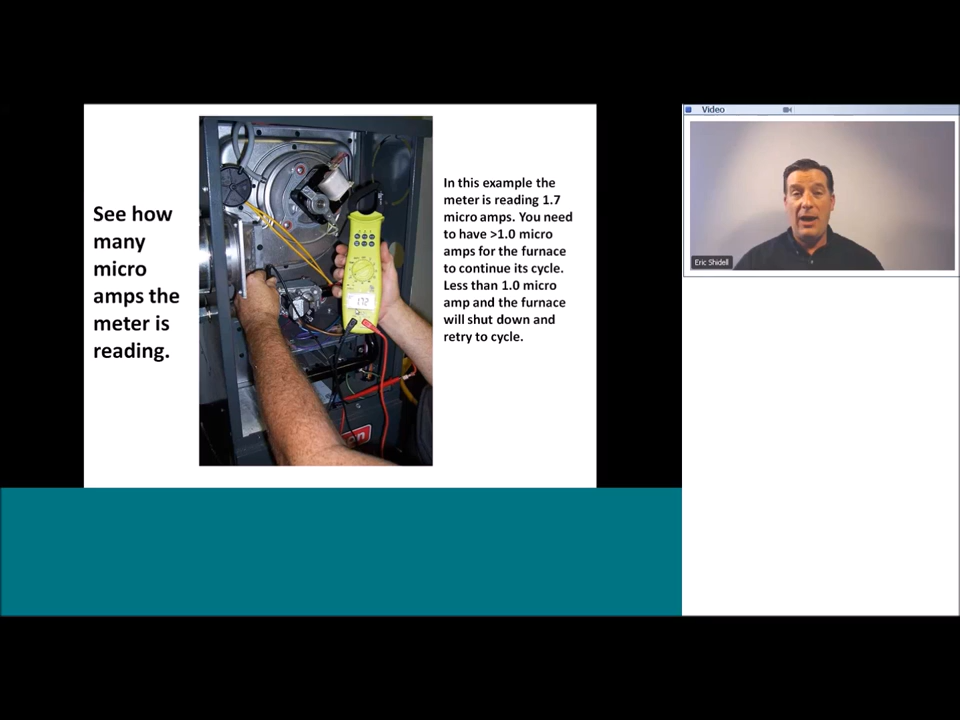 Video
See how
many
micro
amps the
meter is
reading.
172
In this example the
meter is reading 1.7
micro amps. You need
to have >1.0 micro
amps for the furnace
to continue its cycle.
Less than 1.0 micro
amp and the furnace
will shut down and
retry to cycle.
Eric Shidell